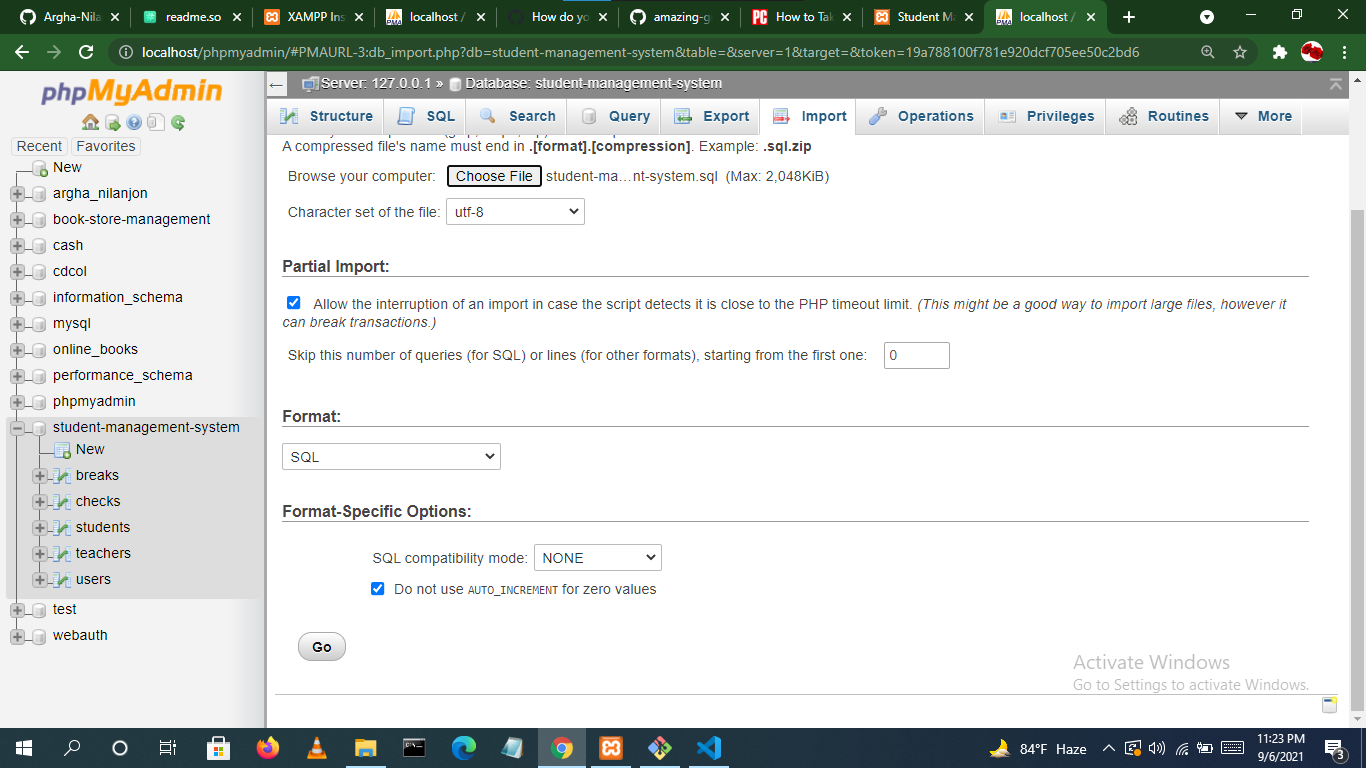 Argha-Nila
readme.so
XAMPP Ins
localhost /
How do yo
amazing-g
How to Tak
Student Ma
localhost /
localhost/phpmyadmin/#PMAURL-3:db_import.php?db=student-management-system&table=&server=1&target=&token=19a788100f781e920dcf705ee50c2bd6
phpMyAdmin
Recent Favorites
New
argha_nilanjon
book-store-management
cash
cdcol
information_schema
mysql
online_books
performance_schema
phpmyadmin
student-management-system
New
breaks
checks
students
teachers
users
test
webauth
Server: 127.0.0.1 » Database: student-management-system
Structure SQL Search Query Export Import Operations Privileges Routines More
A compressed file's name must end in .[format].[compression]. Example: .sql.zip
Browse your computer: Choose File student-ma…nt-system.sql (Max: 2,048KiB)
Character set of the file: utf-8
Partial Import:
Allow the interruption of an import in case the script detects it is close to the PHP timeout limit. (This might be a good way to import large files, however it
can break transactions.)
Skip this number of queries (for SQL) or lines (for other formats), starting from the first one: 0
Format:
SQL
Format-Specific Options:
SQL compatibility mode: NONE
Do not use AUTO_INCREMENT for zero values
Go
Activate Windows
Go to Settings to activate Windows.
84°F Haze
11:23 PM
9/6/2021
3